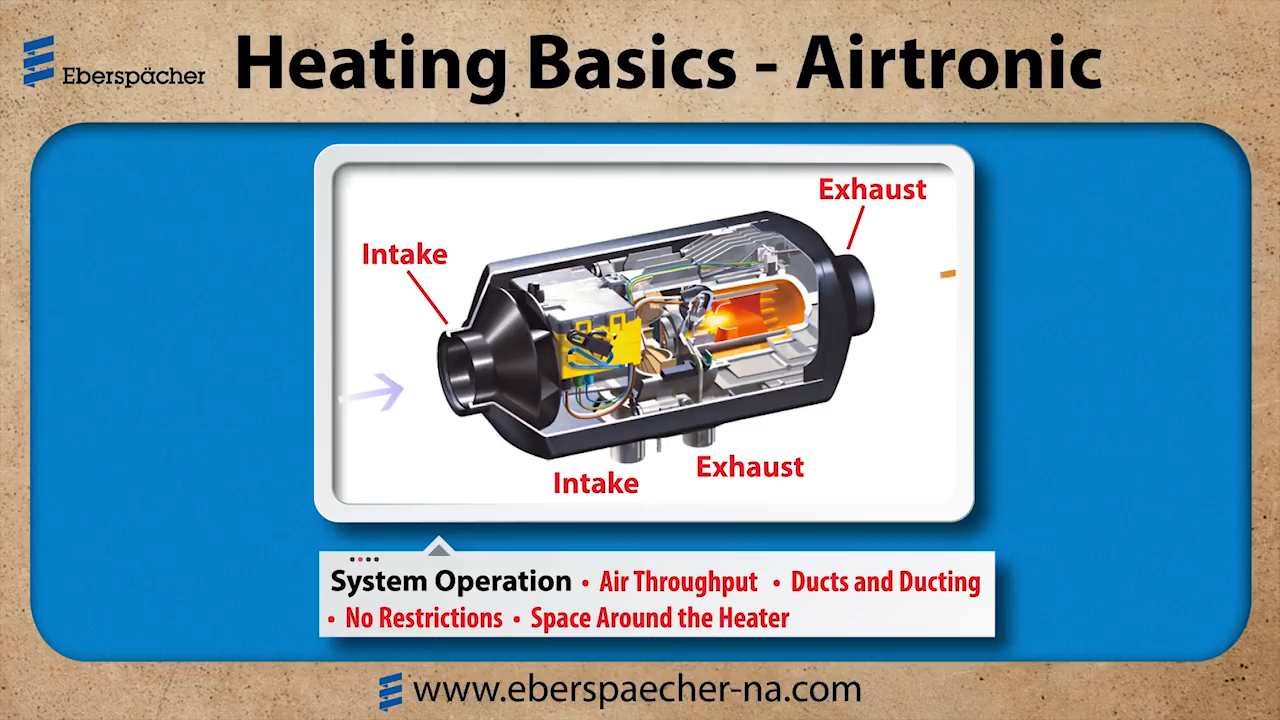 Eberspächer
Heating Basics - Airtronic
Exhaust
Intake
Intake
Exhaust
System Operation • Air Throughput • Ducts and Ducting
• No Restrictions • Space Around the Heater
www.eberspaecher-na.com